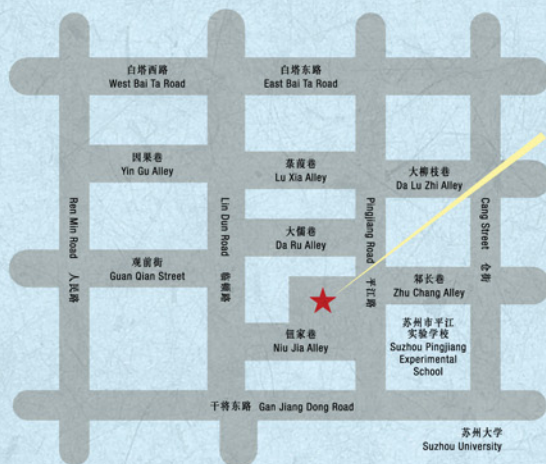 白塔西路
West Bai Ta Road
白塔东路
East Bai Ta Road
因果巷
Yin Gu Alley
菉葭巷
Lu Xia Alley
大柳枝巷
Da Lu Zhi Alley
Ren Min Road 人民路
Lin Dun Road 临顿路
Pingjiang Road 平江路
Cang Street 仓街
大儒巷
Da Ru Alley
观前街
Guan Qian Street
邾长巷
Zhu Chang Alley
钮家巷
Niu Jia Alley
苏州市平江
实验学校
Suzhou Pingjiang
Experimental
School
干将东路 Gan Jiang Dong Road
苏州大学
Suzhou University